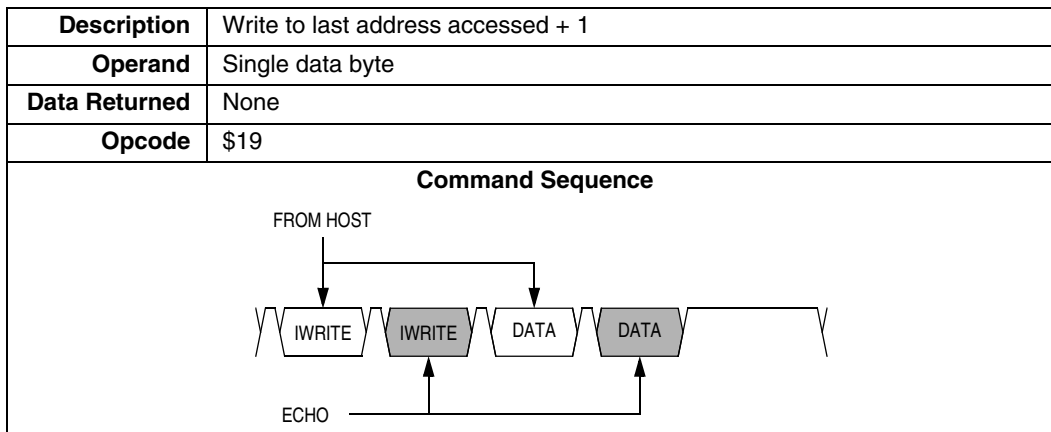 Description Write to last address accessed + 1
Operand Single data byte
Data Returned None
Opcode $19
Command Sequence
FROM HOST
IWRITE IWRITE DATA DATA
ECHO